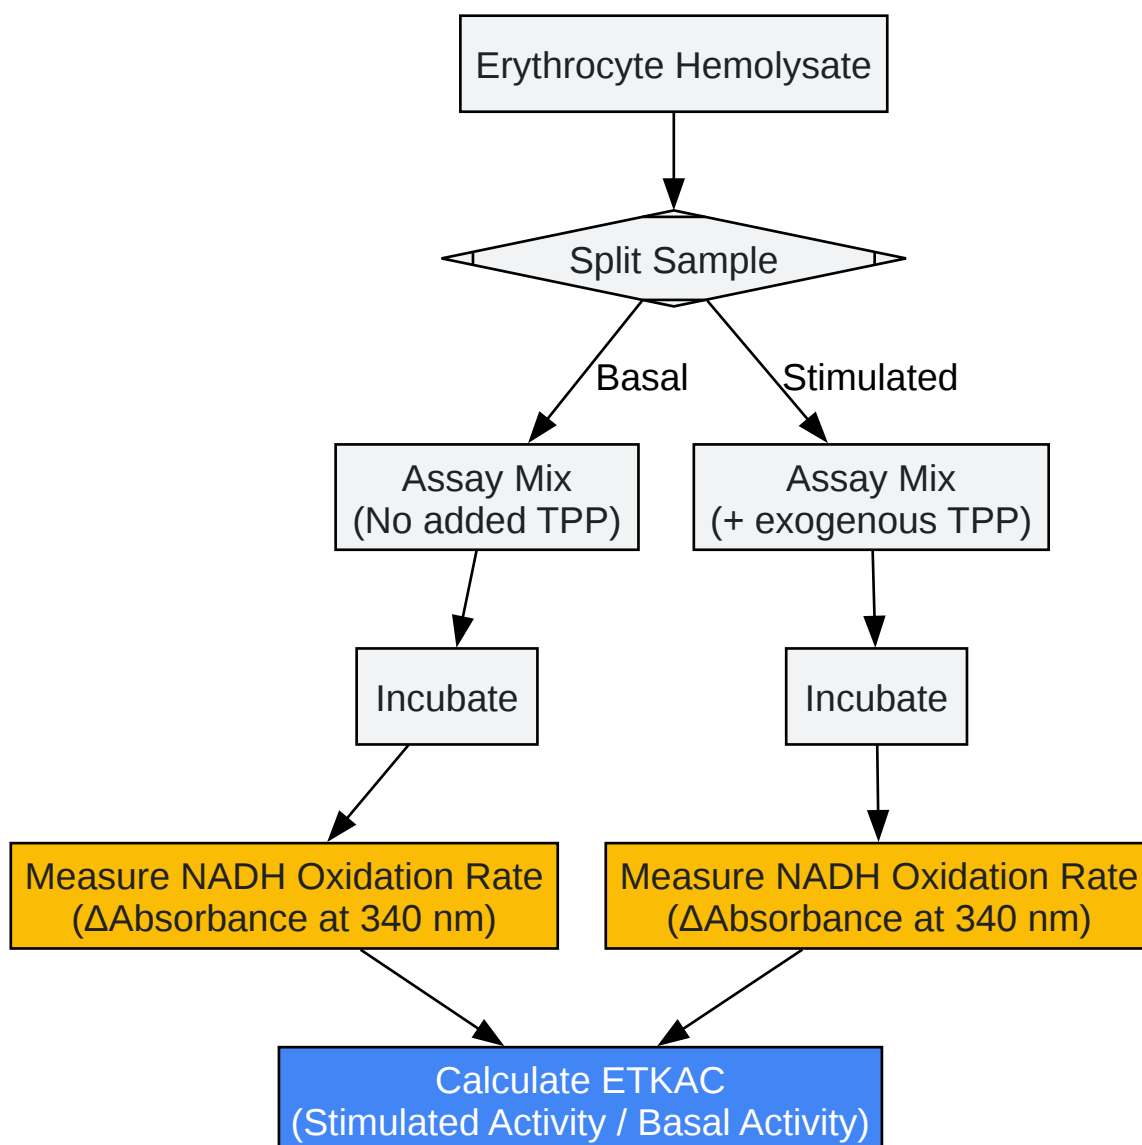 Erythrocyte Hemolysate
Split Sample
Basal
Stimulated
Assay Mix
(No added TPP)
Assay Mix
(+ exogenous TPP)
Incubate
Incubate
Measure NADH Oxidation Rate
(ΔAbsorbance at 340 nm)
Measure NADH Oxidation Rate
(ΔAbsorbance at 340 nm)
Calculate ETKAC
(Stimulated Activity / Basal Activity)